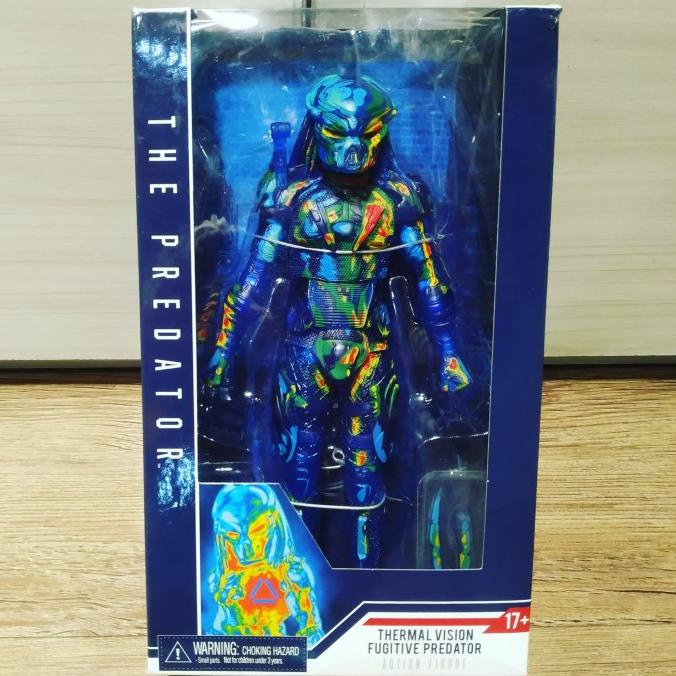 THE PREDATOR
17+
THERMAL VISION
FUGITIVE PREDATOR
ACTION FIGURE
WARNING: CHOKING HAZARD
-Small parts. Not for children under 3 years.